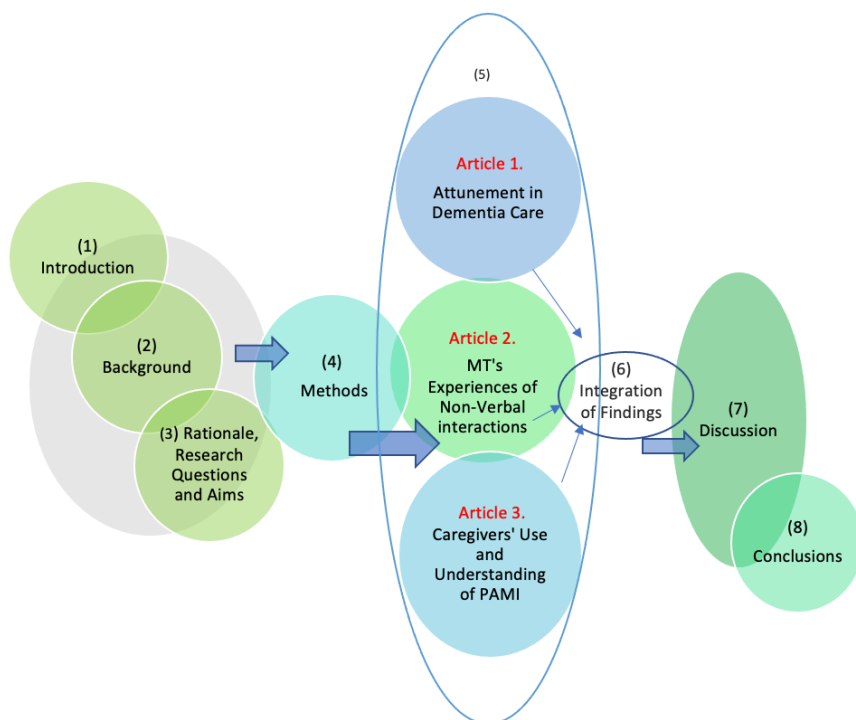 (1)
Introduction
(2)
Background
(3) Rationale,
Research
Questions
and Aims
(4)
Methods
(5)
Article 1.
Attunement in
Dementia Care
Article 2.
MT's
Experiences of
Non-Verbal
interactions
Article 3.
Caregivers' Use
and
Understanding
of PAMI
(6)
Integration
of Findings
(7)
Discussion
(8)
Conclusions